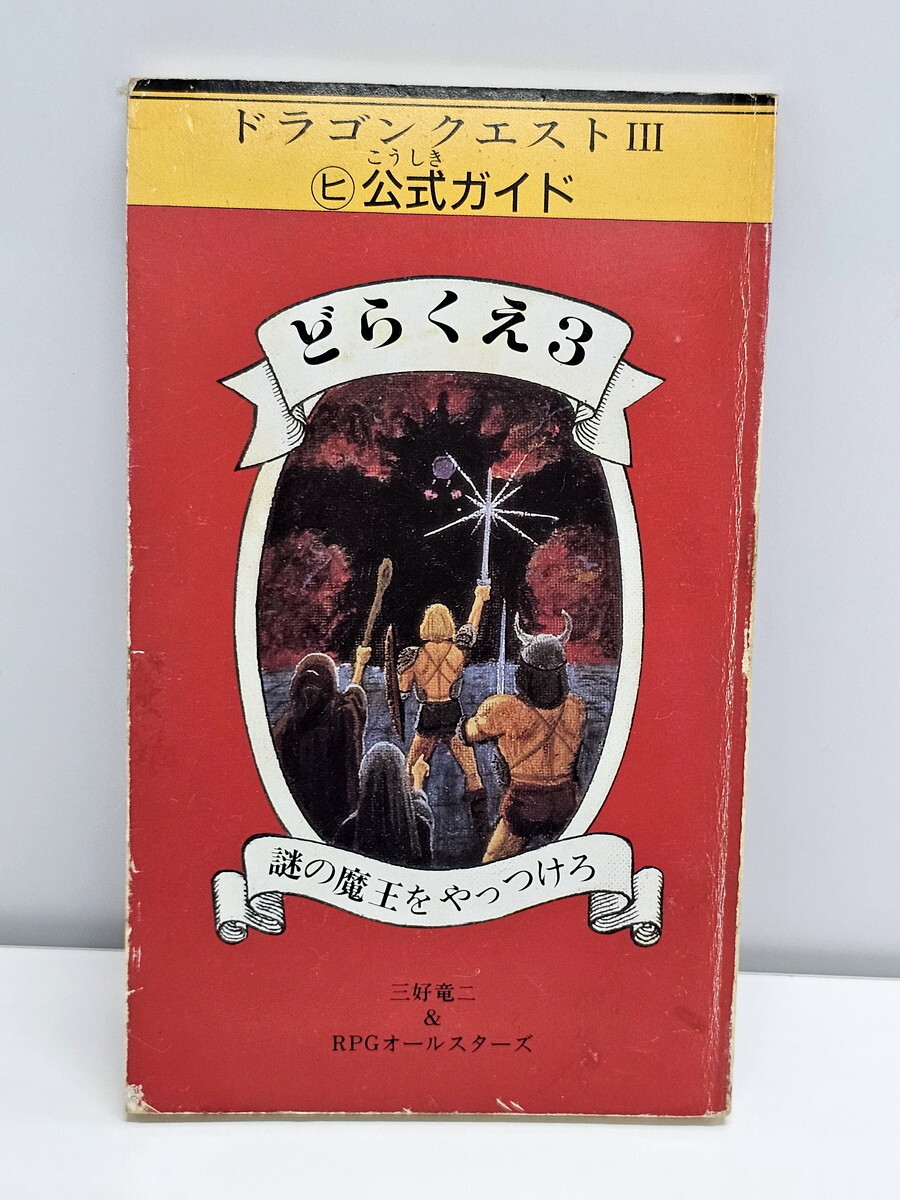 ドラゴンクエストIII
こうしき
㋪公式ガイド
どらくえ3
謎の魔王をやっつけろ
三好竜二
&
RPGオールスターズ